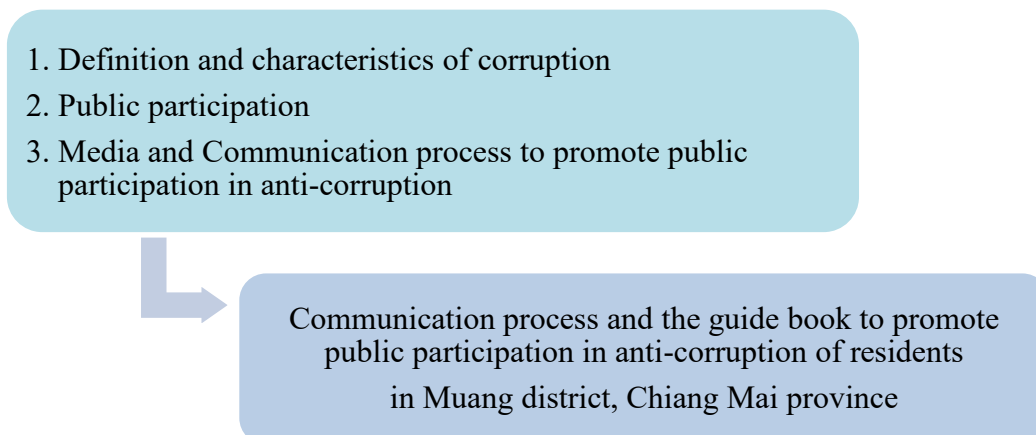 1. Definition and characteristics of corruption
2. Public participation
3. Media and Communication process to promote public
participation in anti-corruption
Communication process and the guide book to promote
public participation in anti-corruption of residents
in Muang district, Chiang Mai province